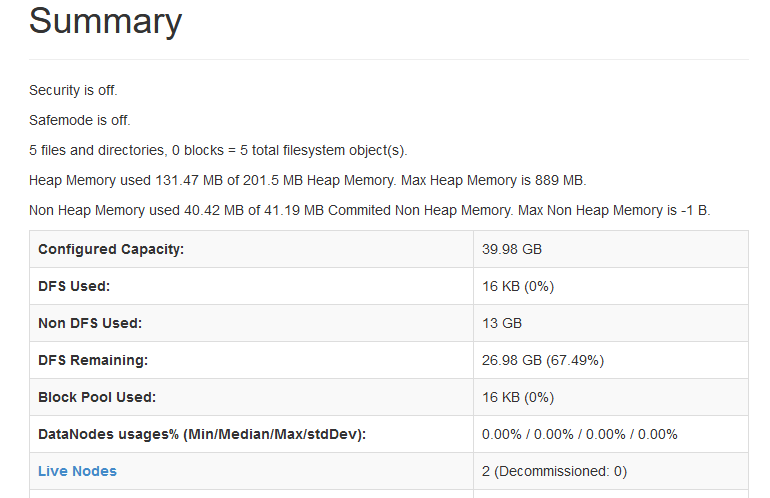 Summary
Security is off.
Safemode is off.
5 files and directories, 0 blocks = 5 total filesystem object(s).
Heap Memory used 131.47 MB of 201.5 MB Heap Memory. Max Heap Memory is 889 MB.
Non Heap Memory used 40.42 MB of 41.19 MB Commited Non Heap Memory. Max Non Heap Memory is -1 B.
Configured Capacity: 39.98 GB
DFS Used: 16 KB (0%)
Non DFS Used: 13 GB
DFS Remaining: 26.98 GB (67.49%)
Block Pool Used: 16 KB (0%)
DataNodes usages% (Min/Median/Max/stdDev): 0.00% / 0.00% / 0.00% / 0.00%
Live Nodes 2 (Decommissioned: 0)